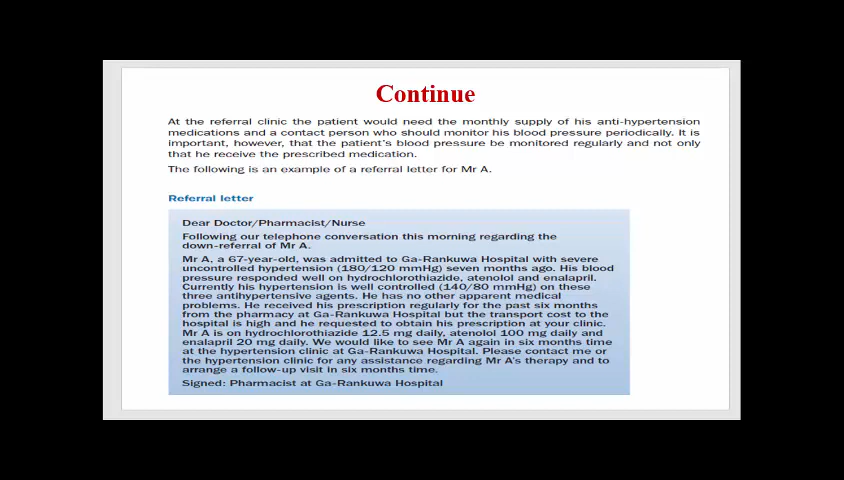 Continue
At the referral clinic the patient would need the monthly supply of his anti-hypertension
medications and a contact person who should monitor his blood pressure periodically. It is
important, however, that the patient's blood pressure be monitored regularly and not only
that he receive the prescribed medication.
The following is an example of a referral letter for Mr A.
Referral letter
Dear Doctor/Pharmacist/Nurse
Following our telephone conversation this morning regarding the
down-referral of Mr A.
Mr A, a 67-year-old, was admitted to Ga-Rankuwa Hospital with severe
uncontrolled hypertension (180/120 mmHg) seven months ago. His blood
pressure responded well on hydrochlorothiazide, atenolol and enalapril.
Currently his hypertension is well controlled (140/80 mmHg) on these
three antihypertensive agents. He has no other apparent medical
problems. He received his prescription regularly for the past six months
from the pharmacy at Ga-Rankuwa Hospital but the transport cost to the
hospital is high and he requested to obtain his prescription at your clinic.
Mr A is on hydrochlorothiazide 12.5 mg daily, atenolol 100 mg daily and
enalapril 20 mg daily. We would like to see Mr A again in six months time
at the hypertension clinic at Ga-Rankuwa Hospital. Please contact me or
the hypertension clinic for any assistance regarding Mr A's therapy and to
arrange a follow-up visit in six months time.
Signed: Pharmacist at Ga-Rankuwa Hospital